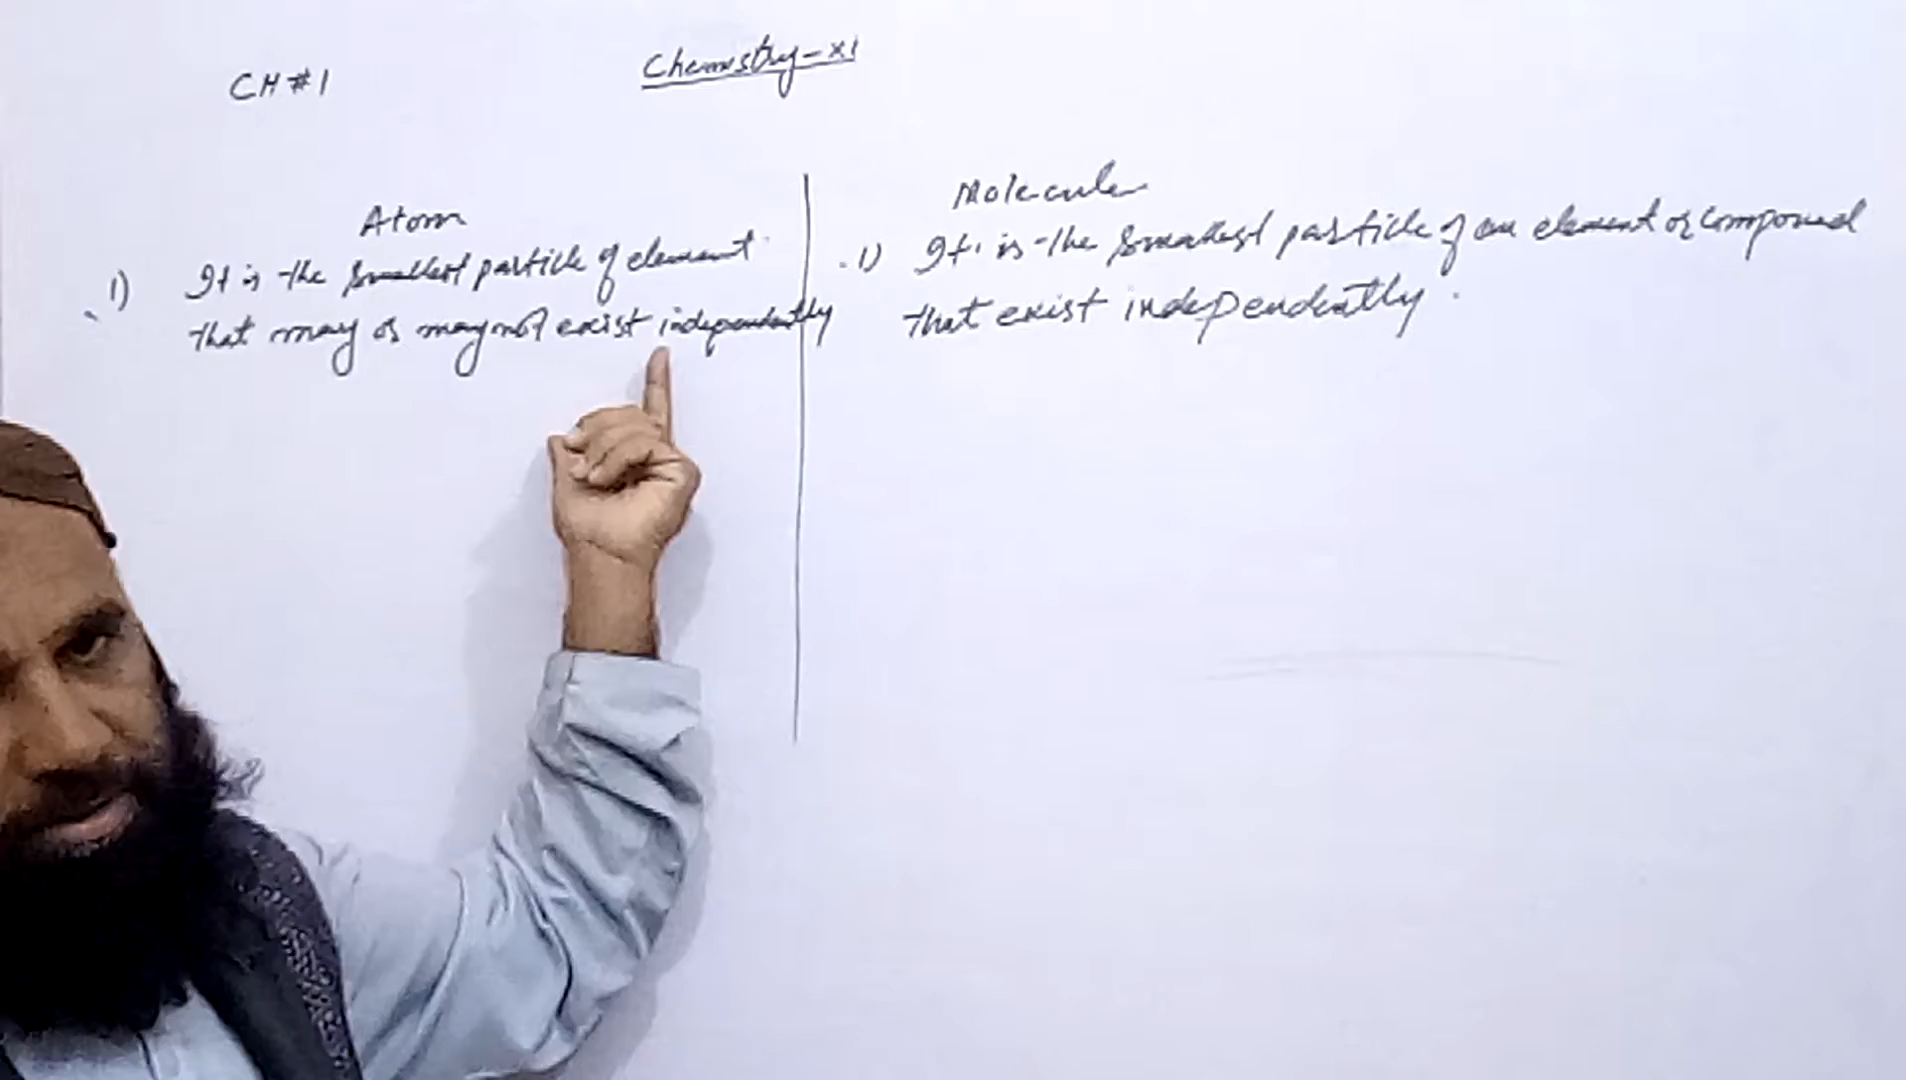 CH#1
Chemistry-XI
Atom
1) It is the smallest particle of element
that may or may not exist independently
Molecule
1) It is the smallest particle of an element or compound
that exist independently.